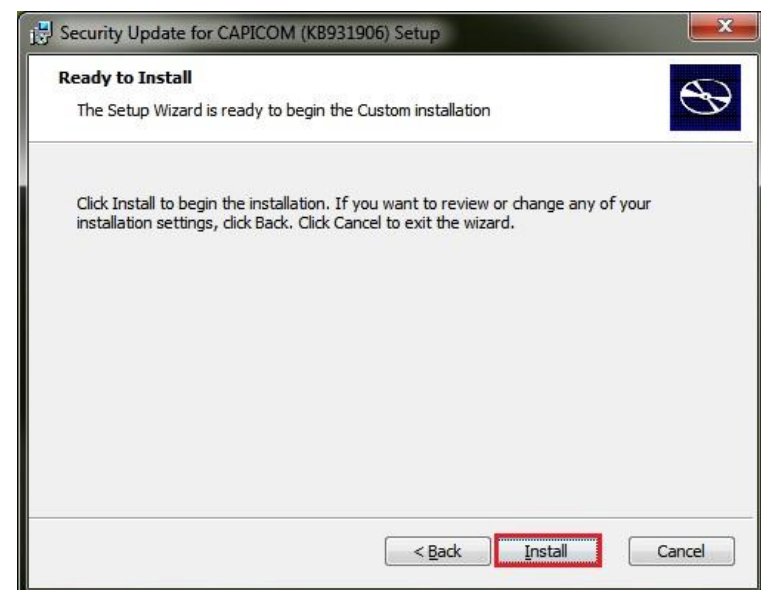 Security Update for CAPICOM (KB931906) Setup
Ready to Install
The Setup Wizard is ready to begin the Custom installation
Click Install to begin the installation. If you want to review or change any of your
installation settings, click Back. Click Cancel to exit the wizard.
< Back Install Cancel